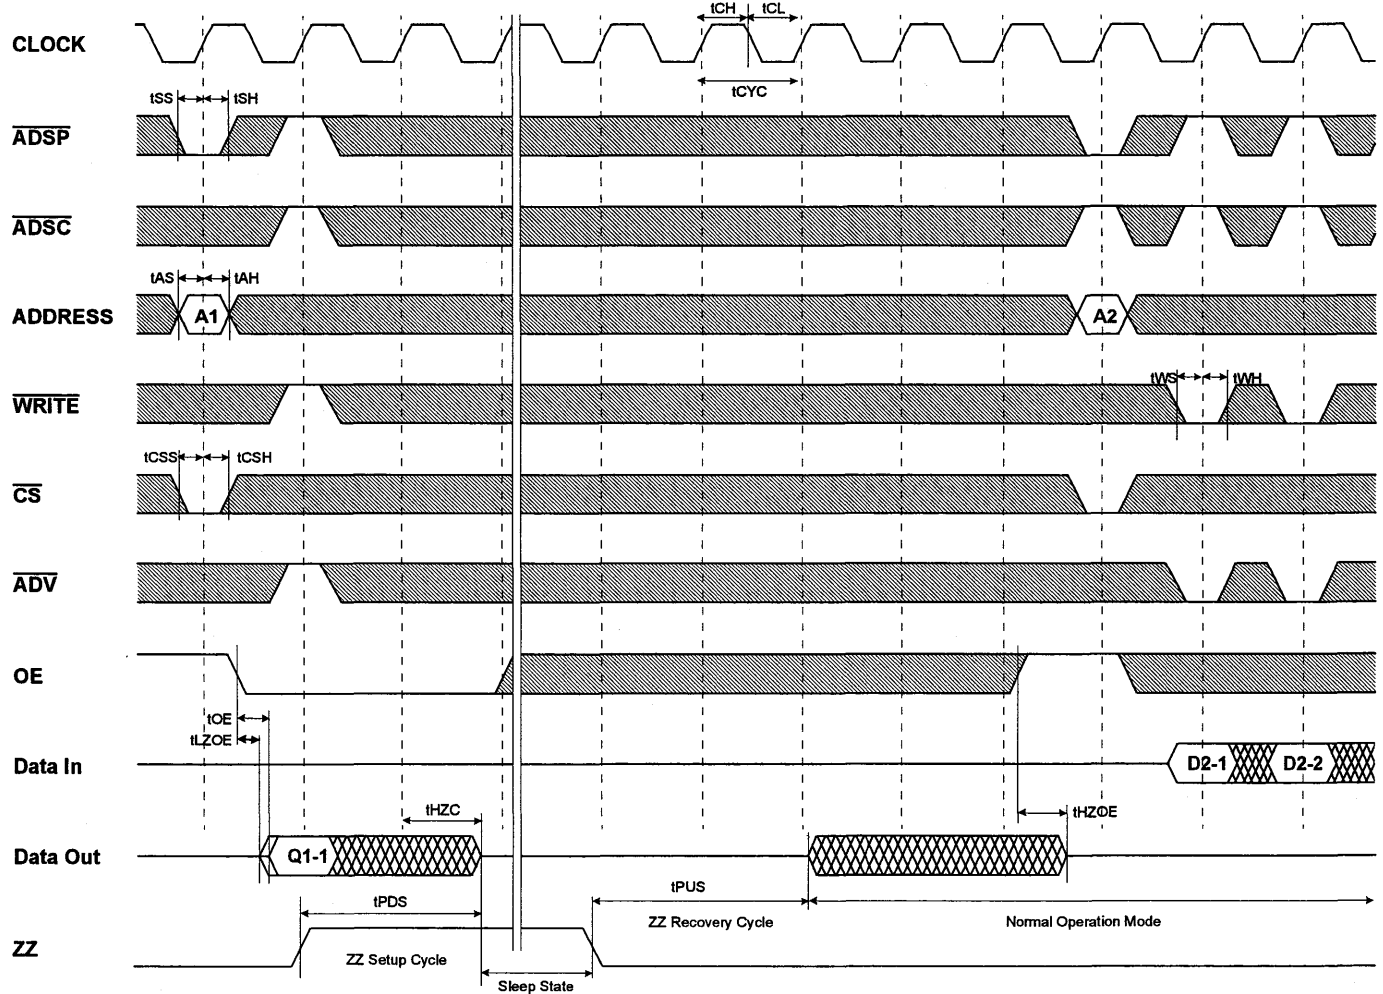 tCH tCL
CLOCK
tCYC
tSS tSH
ADSP
ADSC
tAS tAH
ADDRESS A1 A2
tWS tWH
WRITE
tCSS tCSH
CS
ADV
OE
tOE
tLZOE
Data In D2-1 D2-2
tHZC tHZOE
Data Out Q1-1
tPDS tPUS
ZZ Recovery Cycle Normal Operation Mode
ZZ ZZ Setup Cycle
Sleep State